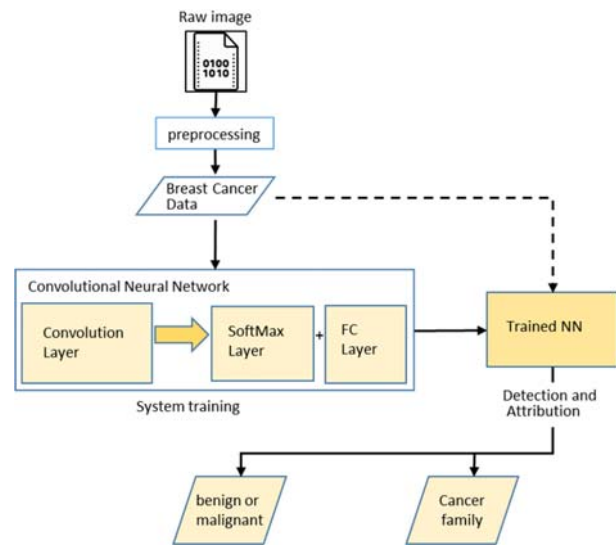 Raw image
0100
1010
preprocessing
Breast Cancer
Data
Convolutional Neural Network
Convolution
Layer
SoftMax
Layer
+
FC
Layer
Trained NN
System training
Detection and
Attribution
benign or
malignant
Cancer
family